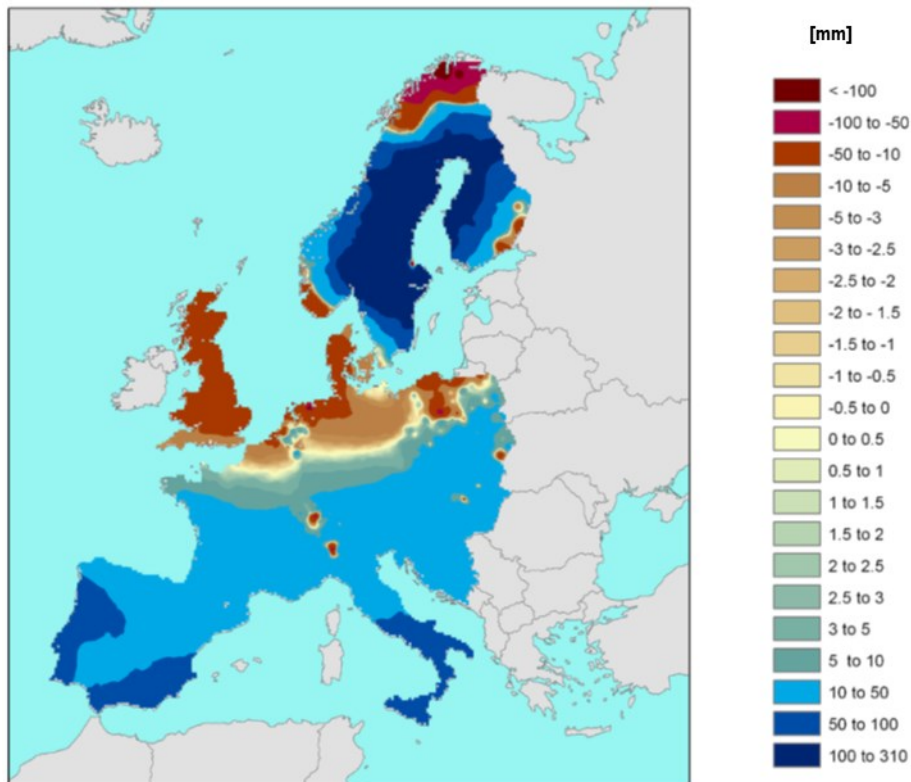 [mm]
< -100
-100 to -50
-50 to -10
-10 to -5
-5 to -3
-3 to -2.5
-2.5 to -2
-2 to - 1.5
-1.5 to -1
-1 to -0.5
-0.5 to 0
0 to 0.5
0.5 to 1
1 to 1.5
1.5 to 2
2 to 2.5
2.5 to 3
3 to 5
5 to 10
10 to 50
50 to 100
100 to 310